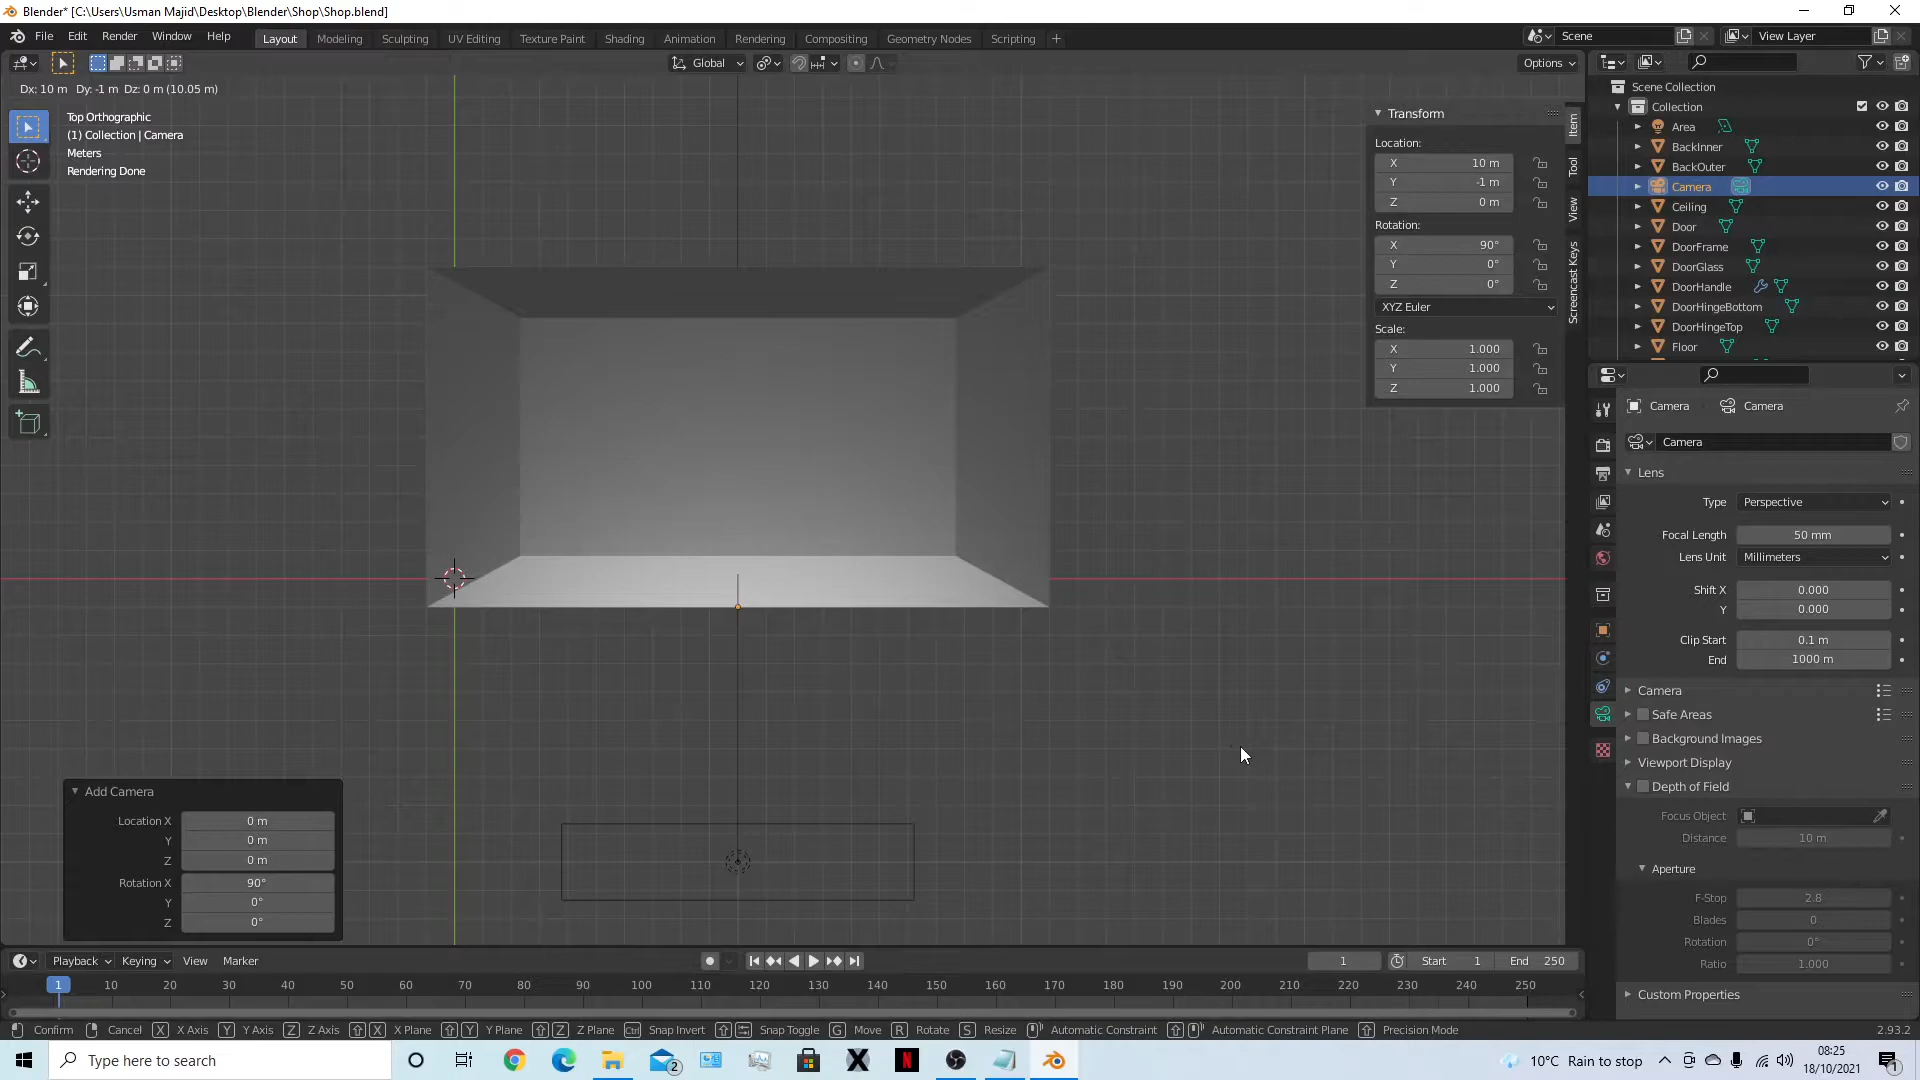 Blender* [C:\Users\Usman Majid\Desktop\Blender\Shop\Shop.blend]
File Edit Render Window Help
Layout Modeling Sculpting UV Editing Texture Paint Shading Animation Rendering Compositing Geometry Nodes Scripting +
Scene
View Layer
Global
Options
Dx: 10 m Dy: -1 m Dz: 0 m (10.05 m)
Top Orthographic
(1) Collection | Camera
Meters
Rendering Done
Transform
Location:
X 10 m
Y -1 m
Z 0 m
Rotation:
X 90°
Y 0°
Z 0°
XYZ Euler
Scale:
X 1.000
Y 1.000
Z 1.000
Item
Tool
View
Screencast Keys
Scene Collection
Collection
Area
BackInner
BackOuter
Camera
Ceiling
Door
DoorFrame
DoorGlass
DoorHandle
DoorHingeBottom
DoorHingeTop
Floor
Camera Camera
Camera
Lens
Type Perspective
Focal Length 50 mm
Lens Unit Millimeters
Shift X 0.000
Y 0.000
Clip Start 0.1 m
End 1000 m
Camera
Safe Areas
Background Images
Viewport Display
Depth of Field
Focus Object
Distance 10 m
Aperture
F-Stop 2.8
Blades 0
Rotation 0°
Ratio 1.000
Custom Properties
Add Camera
Location X 0 m
Y 0 m
Z 0 m
Rotation X 90°
Y 0°
Z 0°
Playback Keying View Marker
1 Start 1 End 250
1 10 20 30 40 50 60 70 80 90 100 110 120 130 140 150 160 170 180 190 200 210 220 230 240 250
Confirm Cancel X X Axis Y Y Axis Z Z Axis X X Plane Y Y Plane Z Z Plane Ctrl Snap Invert Snap Toggle G Move R Rotate S Resize Automatic Constraint Automatic Constraint Plane Precision Mode 2.93.2
Type here to search
2
N
10°C Rain to stop
08:25
18/10/2021
1